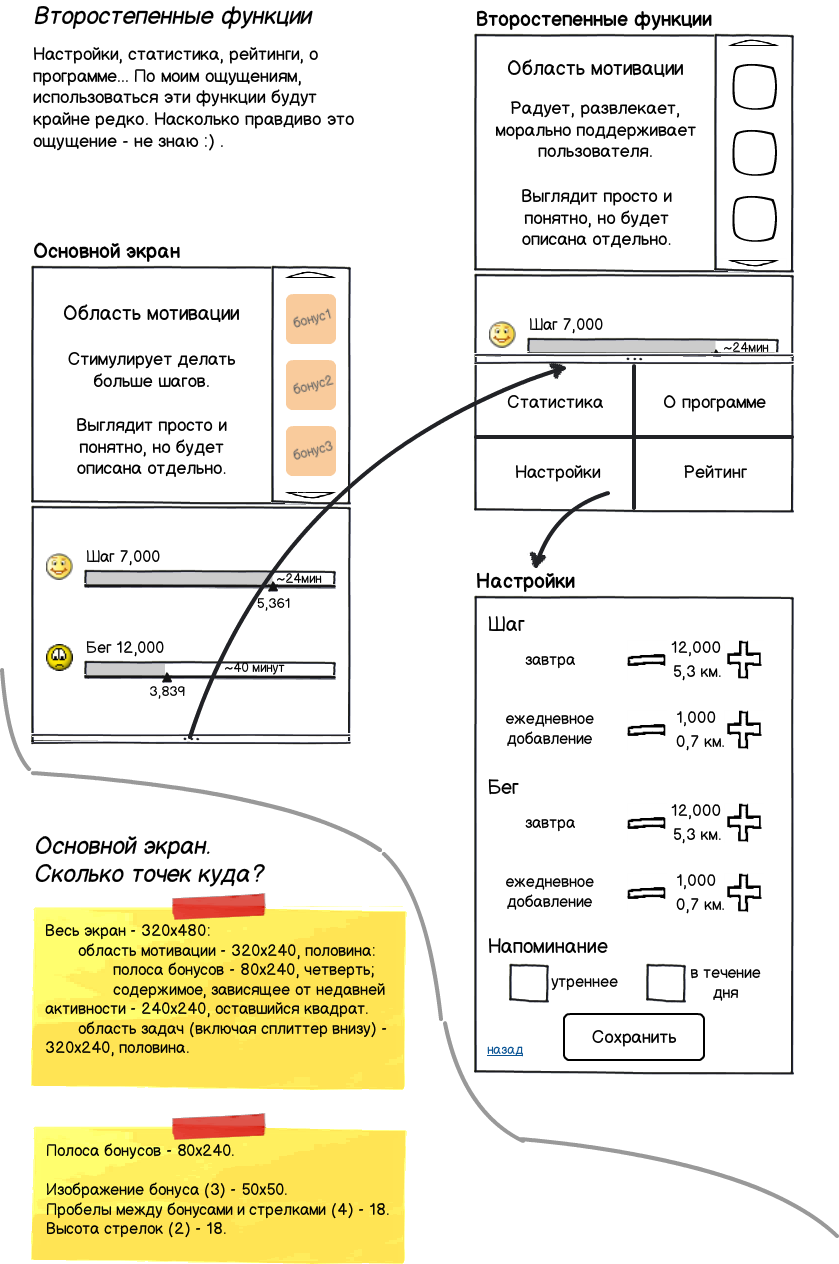 Второстепенные функции
Настройки, статистика, рейтинги, о
программе... По моим ощущениям,
использоваться эти функции будут
крайне редко. Насколько правдиво это
ощущение - не знаю :) .
Основной экран
Область мотивации
Стимулирует делать
больше шагов.
Выглядит просто и
понятно, но будет
описана отдельно.
бонус1
бонус2
бонус3
Шаг 7,000
~24мин
5,361
Бег 12,000
~40 минут
3,839
...
Второстепенные функции
Область мотивации
Радует, развлекает,
морально поддерживает
пользователя.
Выглядит просто и
понятно, но будет
описана отдельно.
Шаг 7,000
~24мин
...
Статистика
О программе
Настройки
Рейтинг
Настройки
Шаг
завтра
12,000
5,3 км.
ежедневное
добавление
1,000
0,7 км.
Бег
завтра
12,000
5,3 км.
ежедневное
добавление
1,000
0,7 км.
Напоминание
утреннее
в течение
дня
назад
Сохранить
Основной экран.
Сколько точек куда?
Весь экран - 320x480:
область мотивации - 320x240, половина:
полоса бонусов - 80x240, четверть;
содержимое, зависящее от недавней
активности - 240x240, оставшийся квадрат.
область задач (включая сплиттер внизу) -
320x240, половина.
Полоса бонусов - 80x240.
Изображение бонуса (3) - 50x50.
Пробелы между бонусами и стрелками (4) - 18.
Высота стрелок (2) - 18.